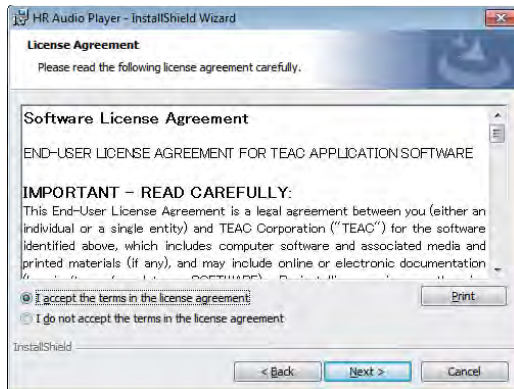 HR Audio Player - InstallShield Wizard
License Agreement
Please read the following license agreement carefully.
Software License Agreement
END-USER LICENSE AGREEMENT FOR TEAC APPLICATION SOFTWARE
IMPORTANT - READ CAREFULLY:
This End-User License Agreement is a legal agreement between you (either an
individual or a single entity) and TEAC Corporation ("TEAC") for the software
identified above, which includes computer software and associated media and
printed materials (if any), and may include online or electronic documentation
I accept the terms in the license agreement
Print
I do not accept the terms in the license agreement
InstallShield
< Back
Next >
Cancel